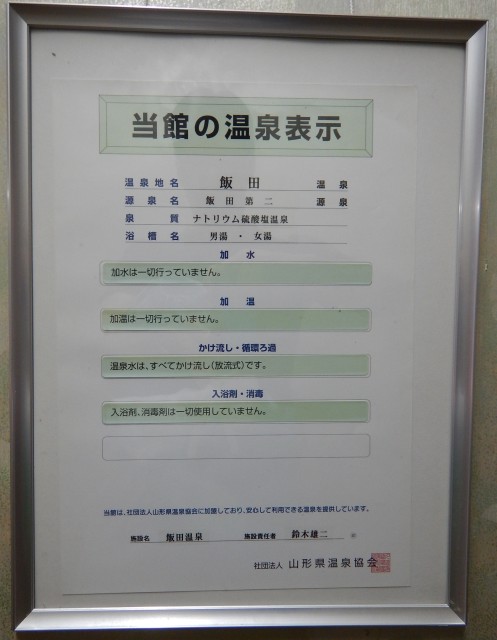 当館の温泉表示
温泉地名 飯田 温泉
源泉名 飯田第二 源泉
泉質 ナトリウム硫酸塩温泉
浴槽名 男湯・女湯
加水
加水は一切行っていません。
加温
加温は一切行っていません。
かけ流し・循環ろ過
温泉水は、すべてかけ流し(放流式)です。
入浴剤・消毒
入浴剤、消毒剤は一切使用していません。
当館は、社団法人山形県温泉協会に加盟しており、安心して利用できる温泉を提供しています。
施設名 飯田温泉 施設責任者 鈴木雄二
社団法人 山形県温泉協会